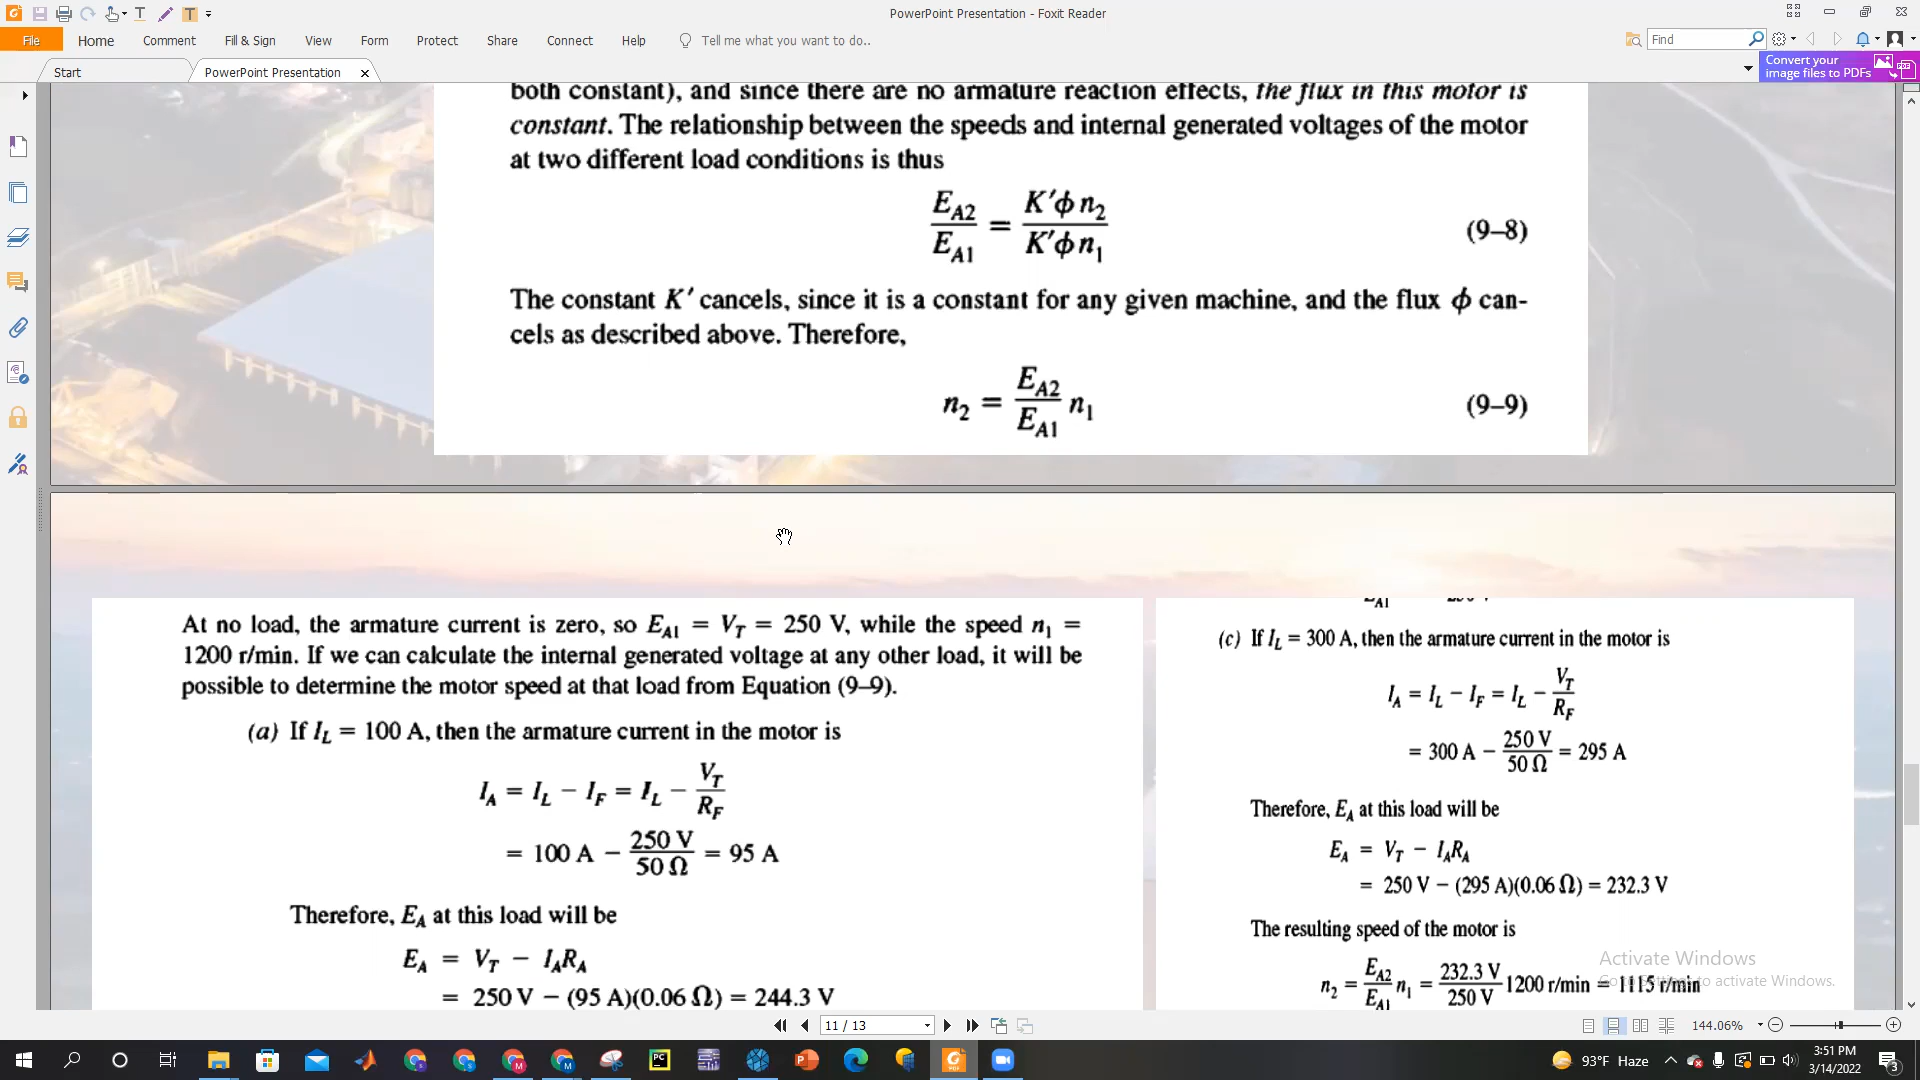 PowerPoint Presentation - Foxit Reader
File Home Comment Fill & Sign View Form Protect Share Connect Help Tell me what you want to do.. Find
Start PowerPoint Presentation
Convert your
image files to PDFs
both constant), and since there are no armature reaction effects, the flux in this motor is
constant. The relationship between the speeds and internal generated voltages of the motor
at two different load conditions is thus
E_A2 / E_A1 = K′ϕ n_2 / K′ϕ n_1 (9–8)
The constant K′ cancels, since it is a constant for any given machine, and the flux ϕ can-
cels as described above. Therefore,
n_2 = E_A2 / E_A1 n_1 (9–9)
At no load, the armature current is zero, so E_A1 = V_T = 250 V, while the speed n_1 =
1200 r/min. If we can calculate the internal generated voltage at any other load, it will be
possible to determine the motor speed at that load from Equation (9–9).
(a) If I_L = 100 A, then the armature current in the motor is
I_A = I_L − I_F = I_L − V_T / R_F
= 100 A − 250 V / 50 Ω = 95 A
Therefore, E_A at this load will be
E_A = V_T − I_A R_A
= 250 V − (95 A)(0.06 Ω) = 244.3 V
(c) If I_L = 300 A, then the armature current in the motor is
I_A = I_L − I_F = I_L − V_T / R_F
= 300 A − 250 V / 50 Ω = 295 A
Therefore, E_A at this load will be
E_A = V_T − I_A R_A
= 250 V − (295 A)(0.06 Ω) = 232.3 V
The resulting speed of the motor is
n_2 = E_A2 / E_A1 n_1 = 232.3 V / 250 V 1200 r/min = 1115 r/min
Activate Windows
Go to Settings to activate Windows.
11 / 13
144.06%
93°F Haze
3:51 PM
3/14/2022